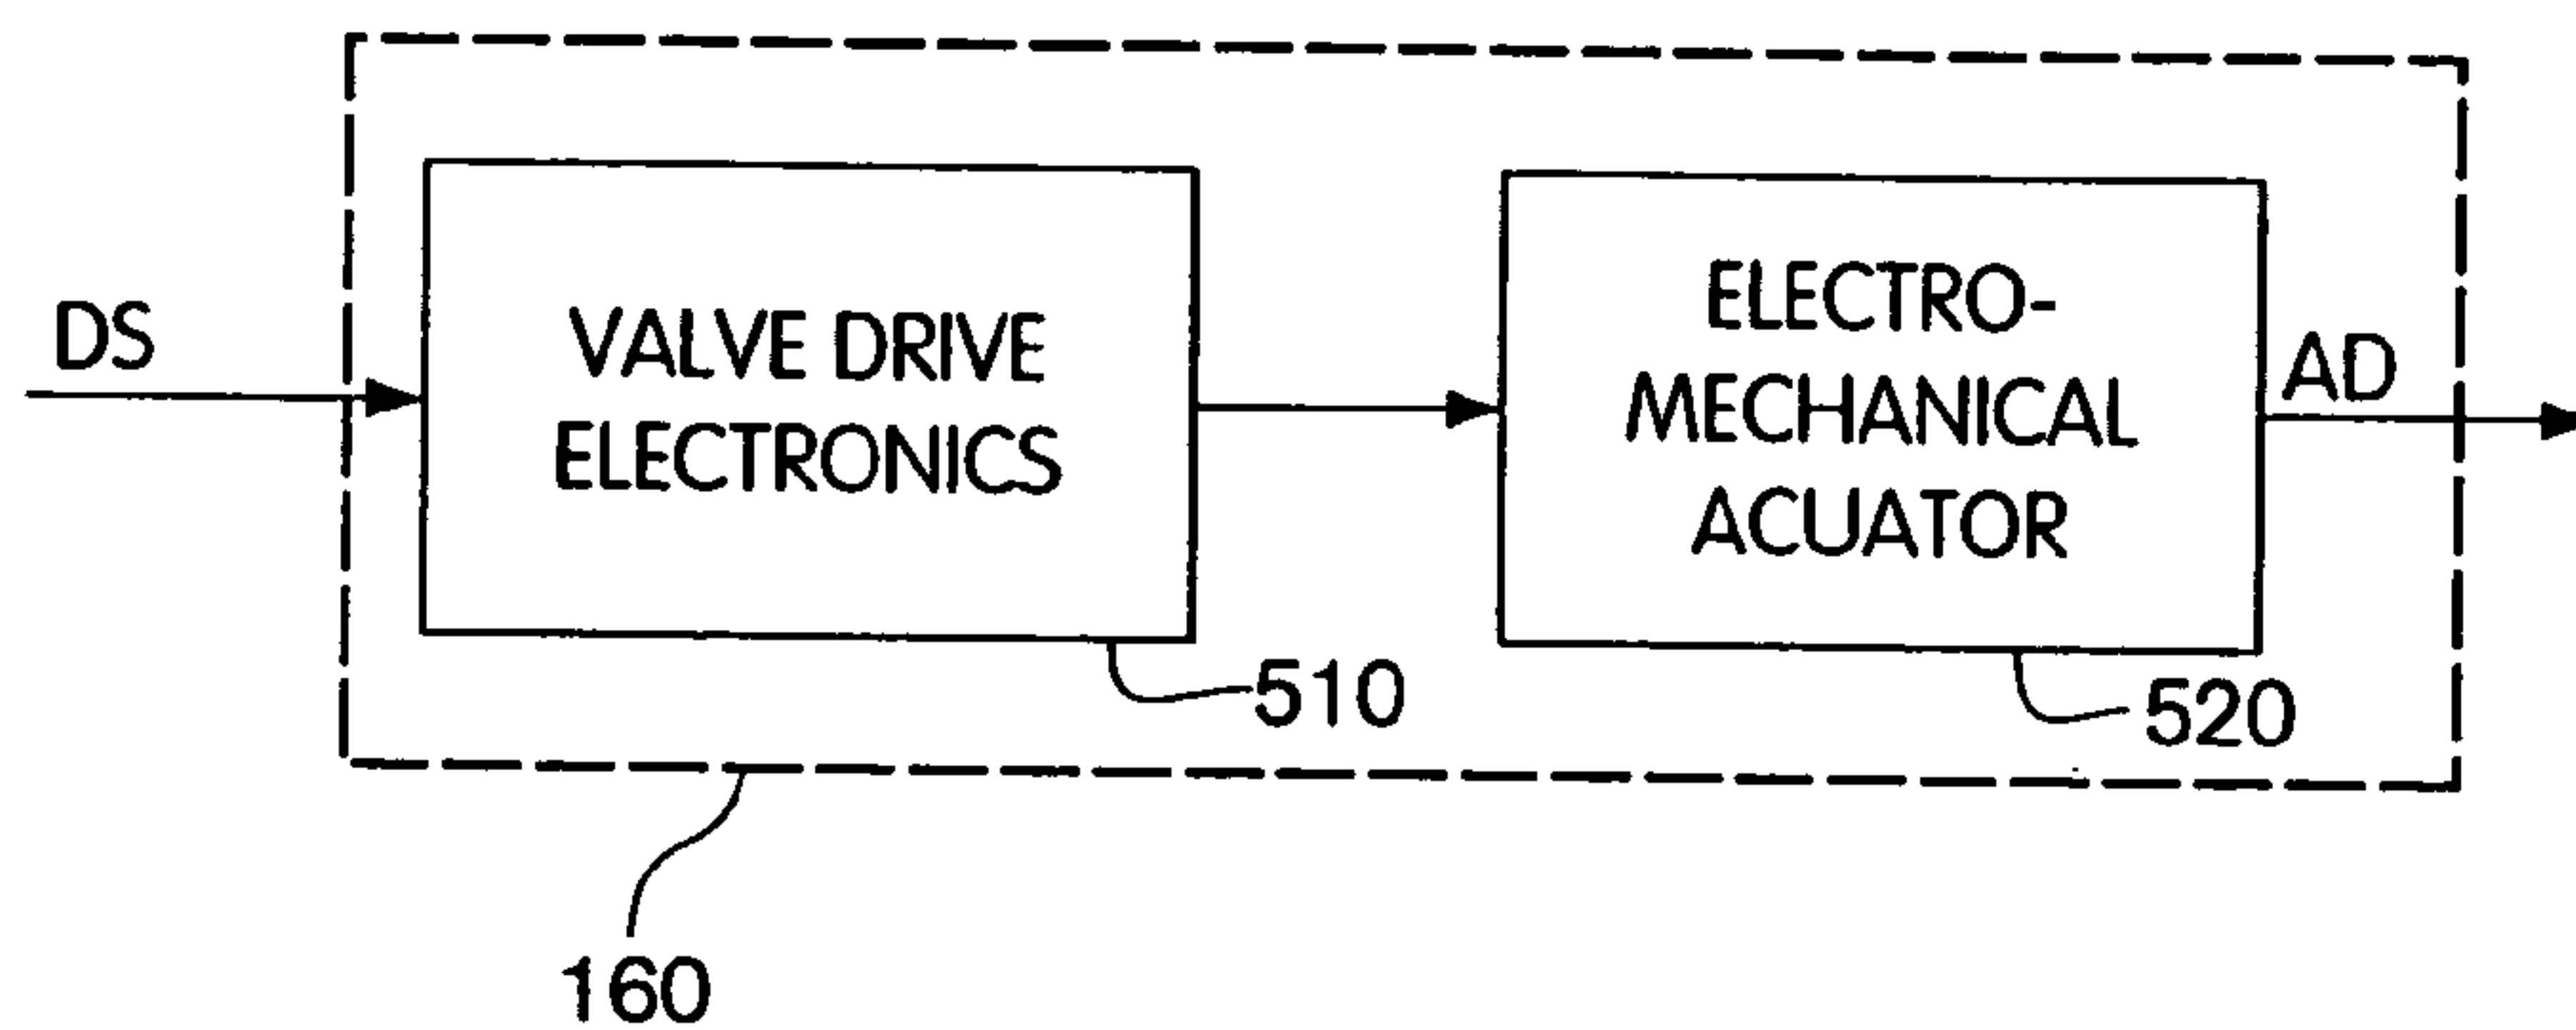 DS
VALVE DRIVE
ELECTRONICS
ELECTRO-
MECHANICAL
ACUATOR
AD
510
520
160